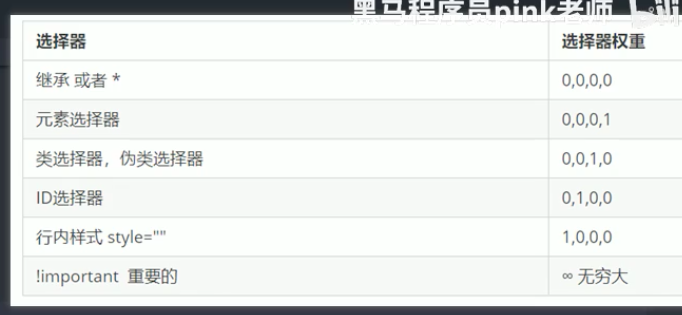 黑马程序员pink老师
选择器 选择器权重
继承 或者 * 0,0,0,0
元素选择器 0,0,0,1
类选择器，伪类选择器 0,0,1,0
ID选择器 0,1,0,0
行内样式 style="" 1,0,0,0
!important 重要的 ∞ 无穷大